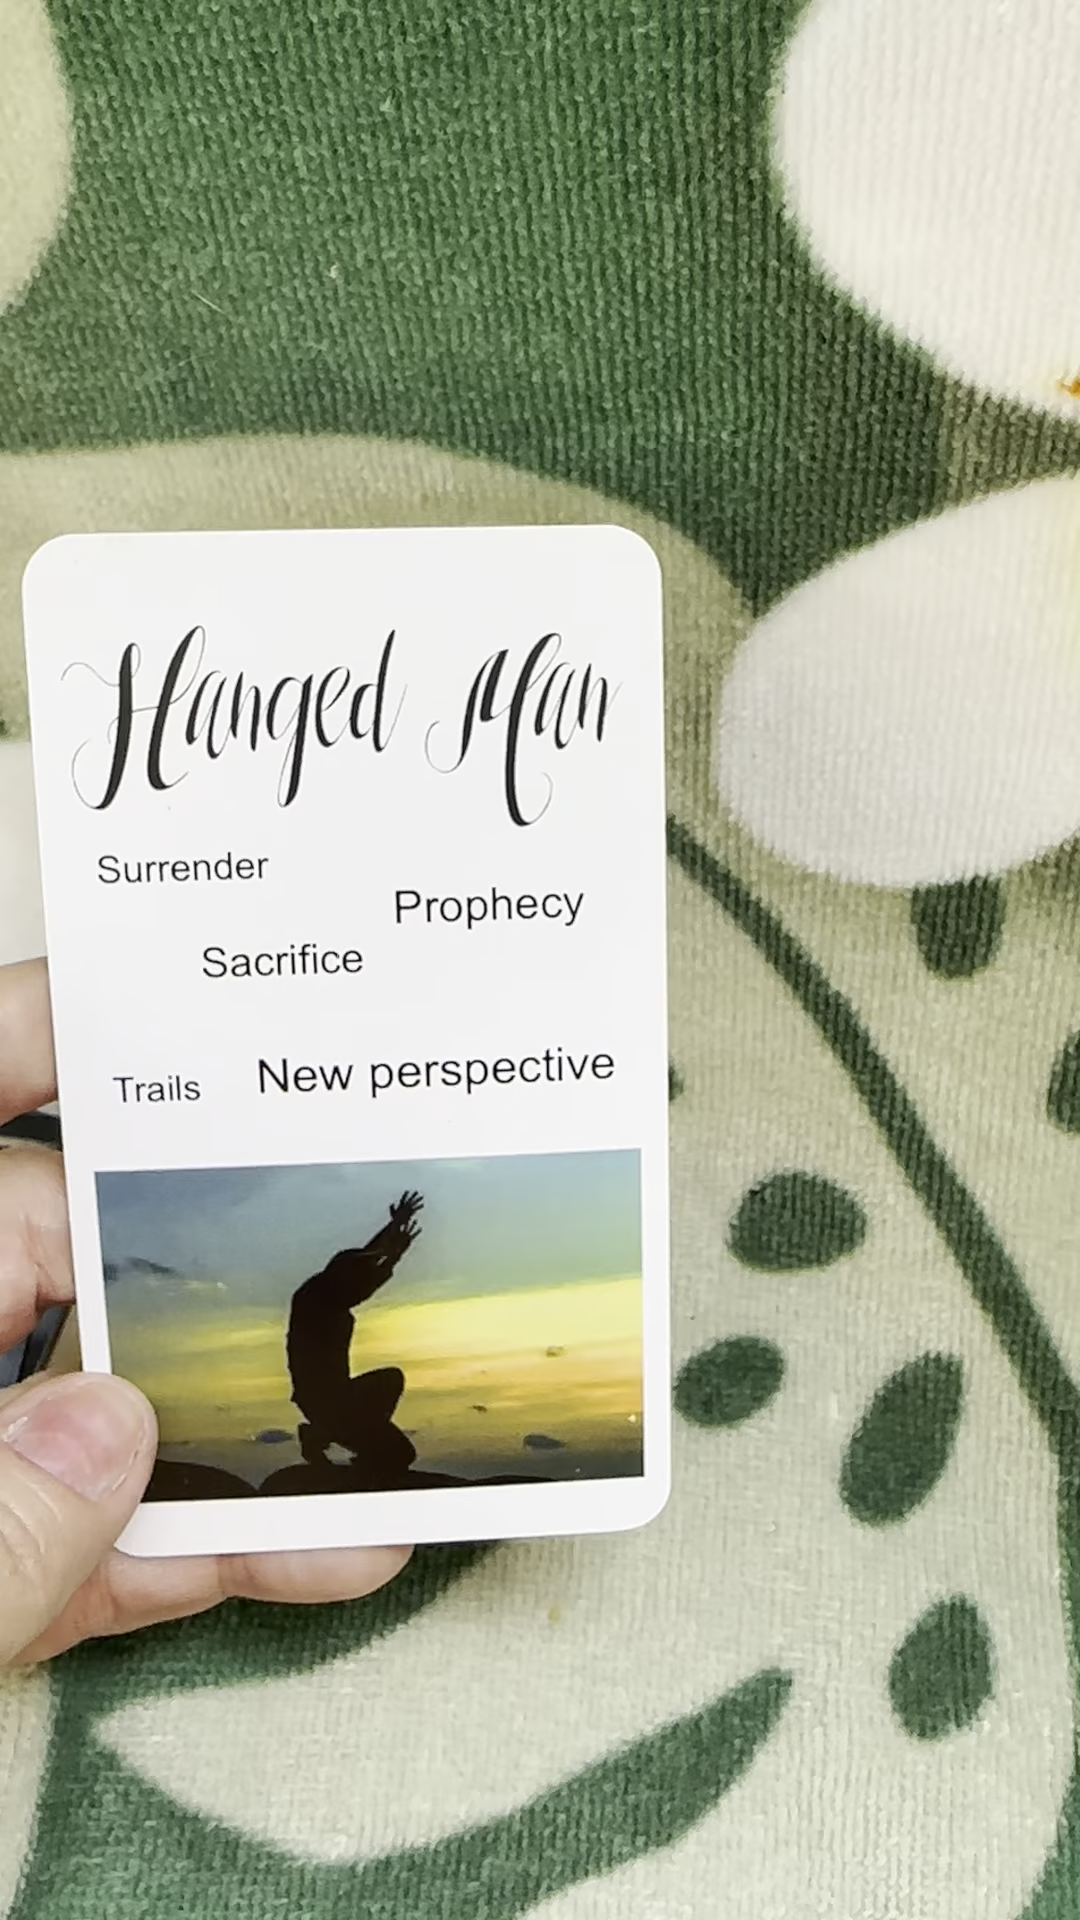 Hanged Man
Surrender
Prophecy
Sacrifice
Trails New perspective